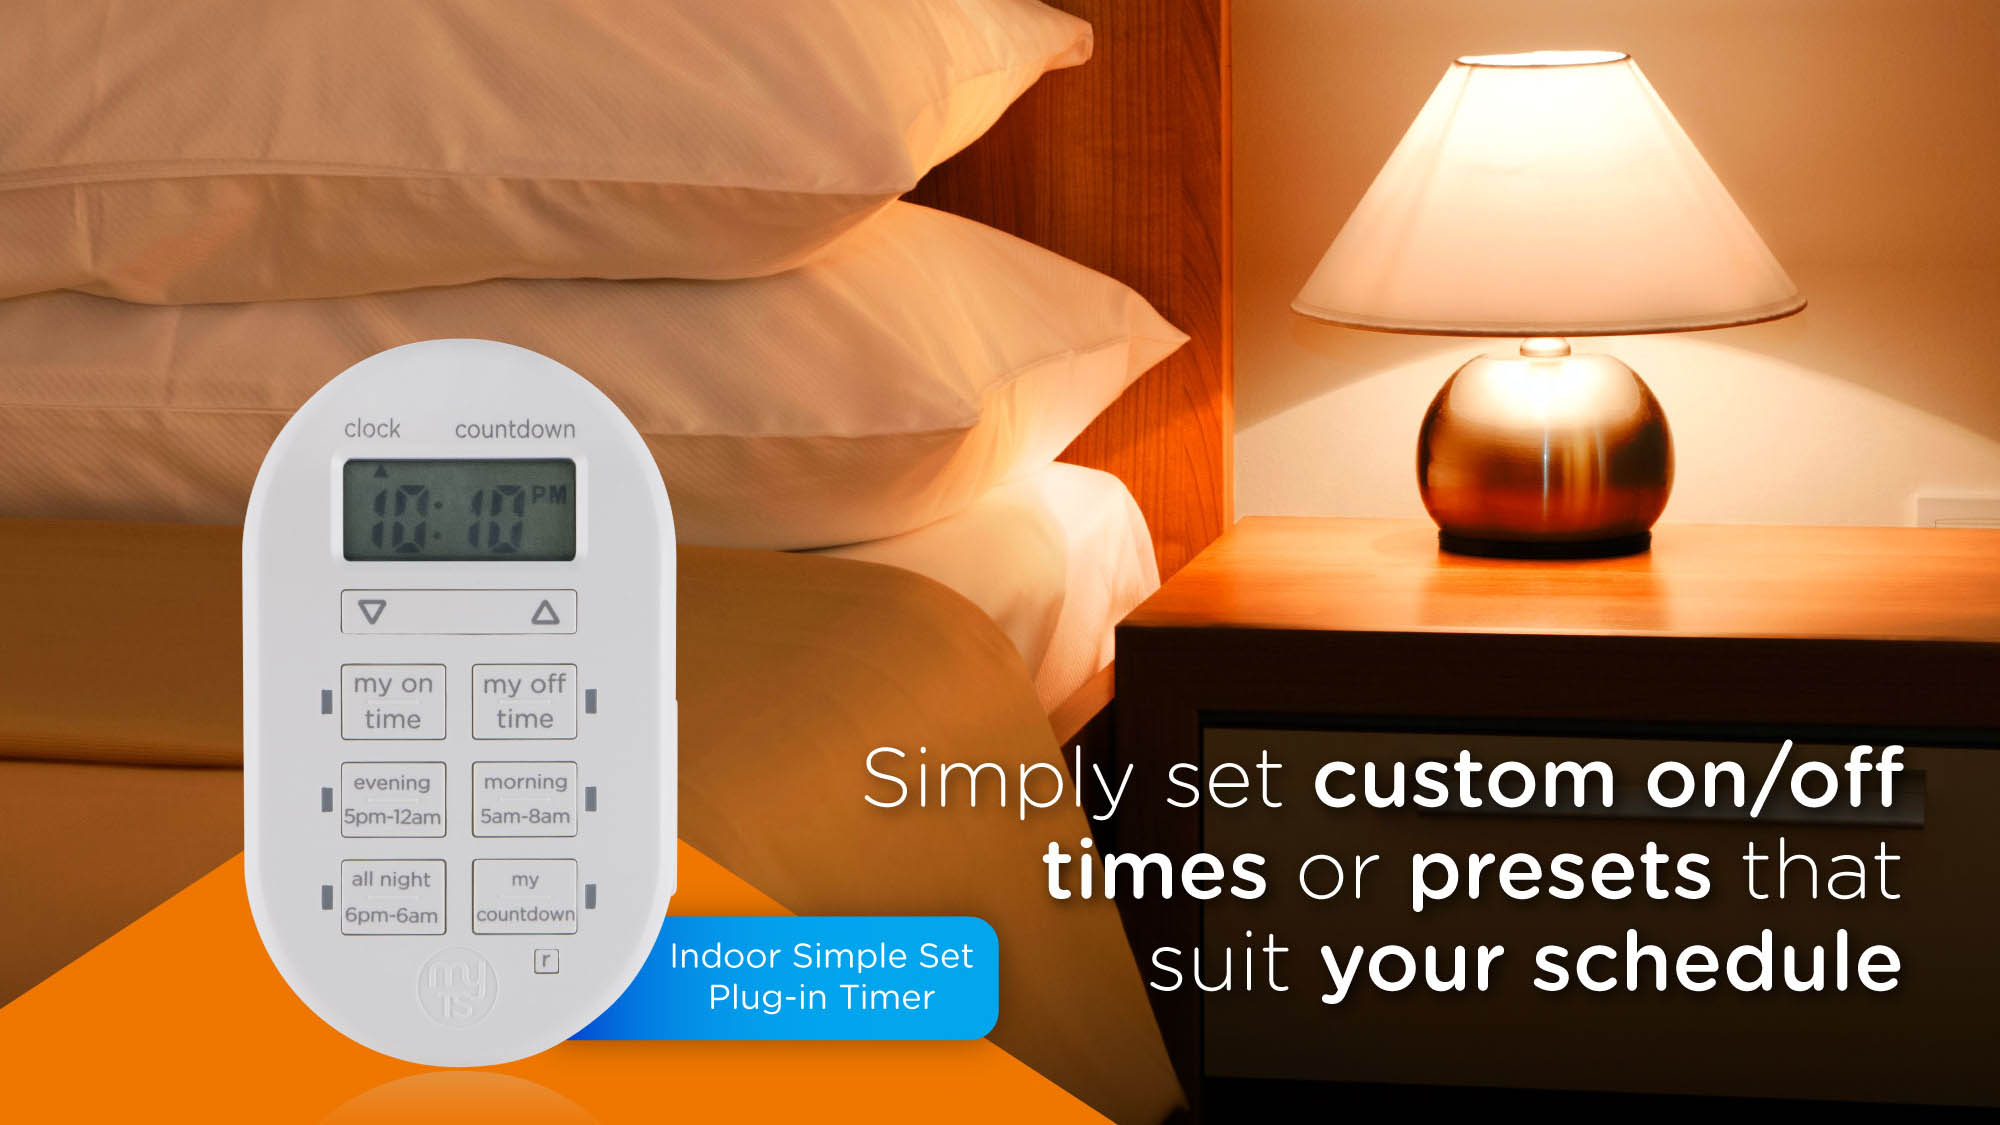 clock countdown
10:10 PM
my on
time
my off
time
evening
5pm-12am
morning
5am-8am
all night
6pm-6am
my
countdown
r
my
TS
Indoor Simple Set
Plug-in Timer
Simply set custom on/off
times or presets that
suit your schedule